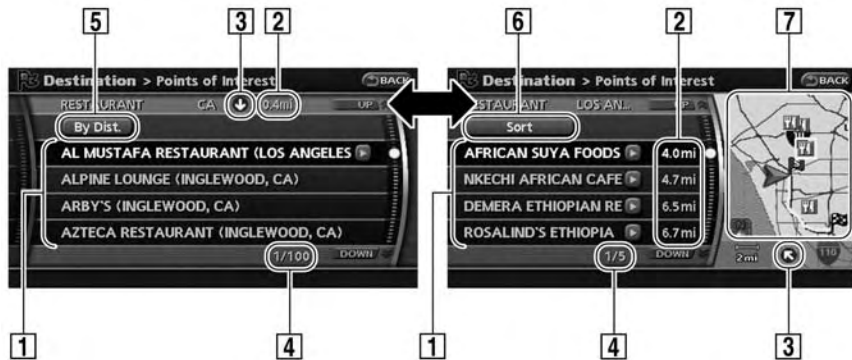 5 3 2 6 2 7
Destination > Points of Interest BACK
RESTAURANT CA 0.4mi UP
By Dist.
AL MUSTAFA RESTAURANT (LOS ANGELES
ALPINE LOUNGE (INGLEWOOD, CA)
ARBY'S (INGLEWOOD, CA)
AZTECA RESTAURANT (INGLEWOOD, CA)
1/100 DOWN
1 4
Destination > Points of Interest BACK
RESTAURANT LOS AN... UP
Sort
AFRICAN SUYA FOODS 4.0mi
NKECHI AFRICAN CAFE 4.7mi
DEMERA ETHIOPIAN RE 6.5mi
ROSALIND'S ETHIOPIA 6.7mi
1/5 DOWN
2mi 110
1 4 3